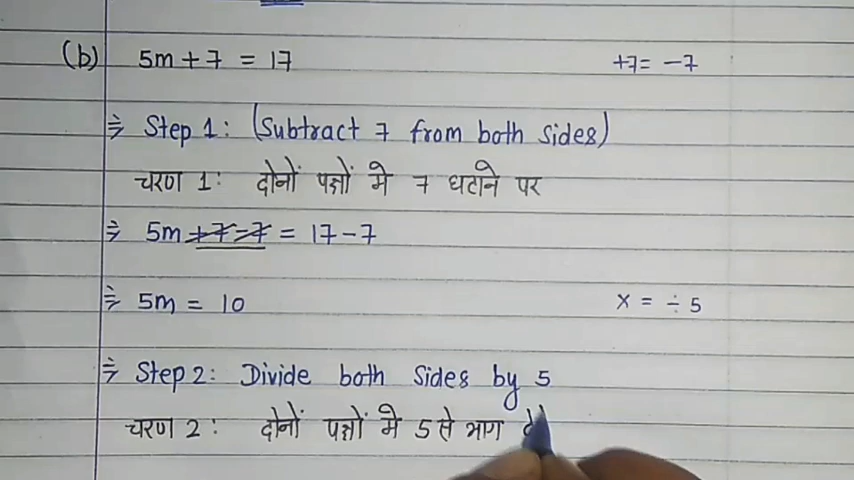 (b) 5m + 7 = 17 +7 = -7
⇒ Step 1: (Subtract 7 from both sides)
चरण 1: दोनों पक्षों मे 7 घटाने पर
⇒ 5m +7-7 = 17-7
⇒ 5m = 10 x = ÷ 5
⇒ Step 2: Divide both Sides by 5
चरण 2: दोनों पक्षों मे 5 से भाग